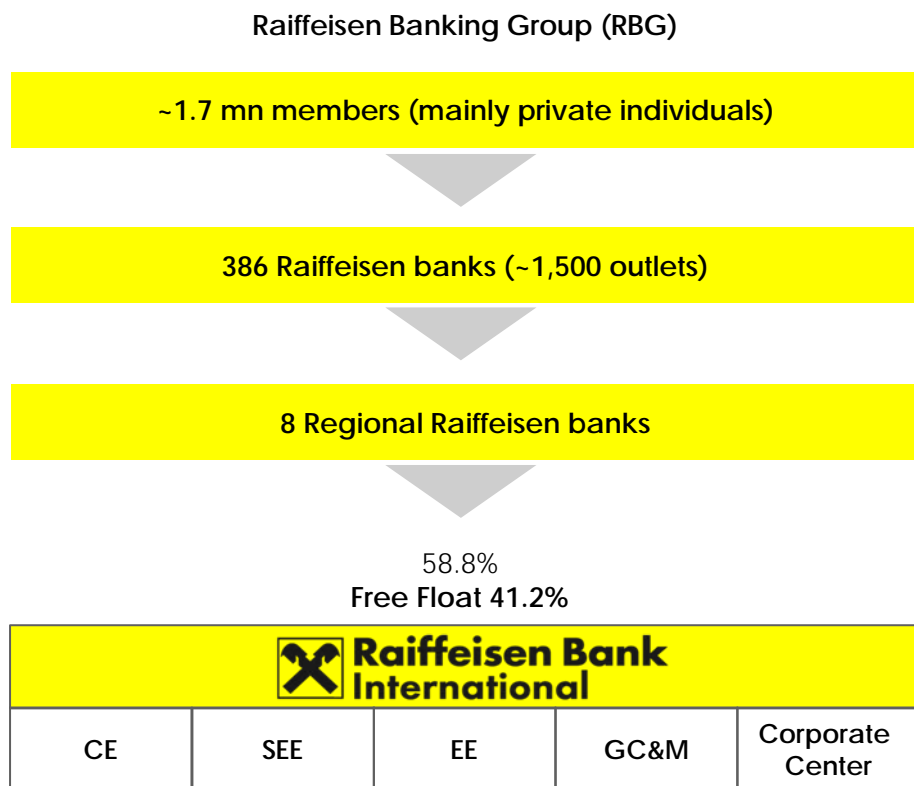 Raiffeisen Banking Group (RBG)
~1.7 mn members (mainly private individuals)
386 Raiffeisen banks (~1,500 outlets)
8 Regional Raiffeisen banks
58.8%
Free Float 41.2%
Raiffeisen Bank
International
CE
SEE
EE
GC&M
Corporate
Center